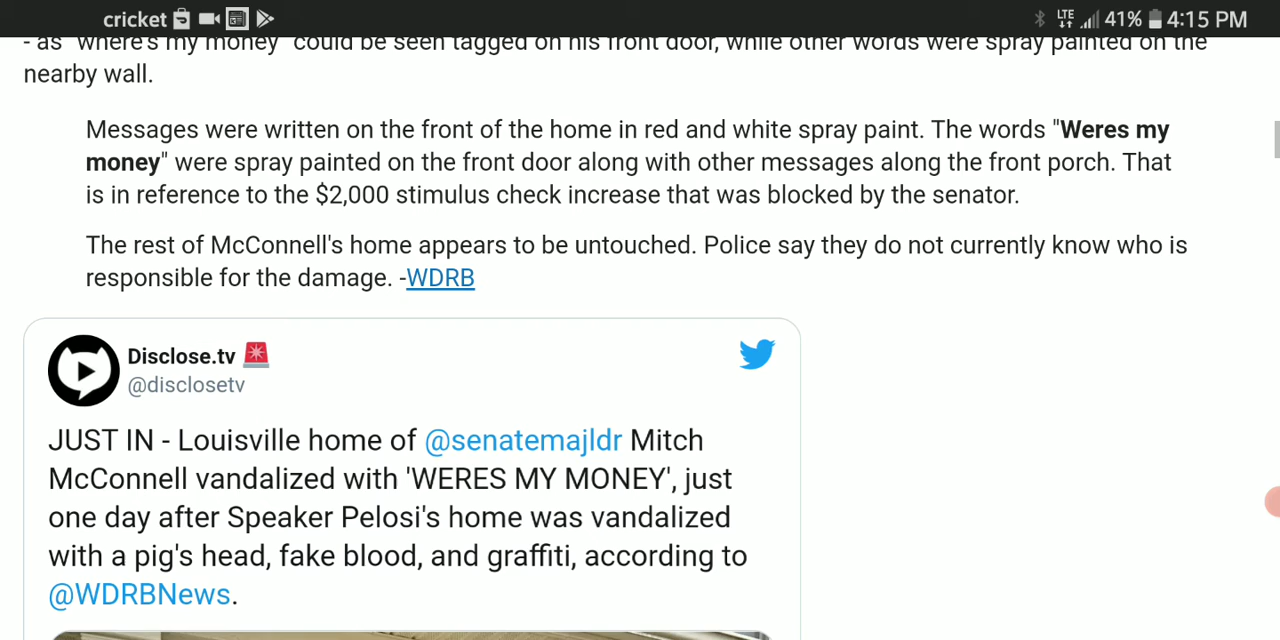 cricket LTE 41% 4:15 PM
- as "where's my money" could be seen tagged on his front door, while other words were spray painted on the
nearby wall.
Messages were written on the front of the home in red and white spray paint. The words "Weres my
money" were spray painted on the front door along with other messages along the front porch. That
is in reference to the $2,000 stimulus check increase that was blocked by the senator.
The rest of McConnell's home appears to be untouched. Police say they do not currently know who is
responsible for the damage. -WDRB
Disclose.tv
@disclosetv
JUST IN - Louisville home of @senatemajldr Mitch
McConnell vandalized with 'WERES MY MONEY', just
one day after Speaker Pelosi's home was vandalized
with a pig's head, fake blood, and graffiti, according to
@WDRBNews.